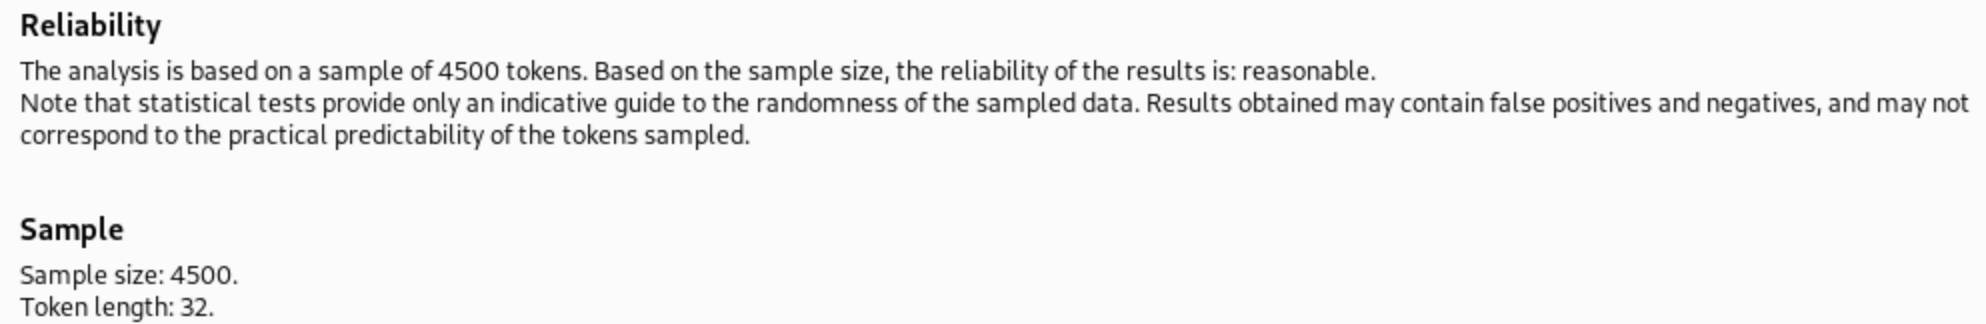 Reliability
The analysis is based on a sample of 4500 tokens. Based on the sample size, the reliability of the results is: reasonable.
Note that statistical tests provide only an indicative guide to the randomness of the sampled data. Results obtained may contain false positives and negatives, and may not
correspond to the practical predictability of the tokens sampled.
Sample
Sample size: 4500.
Token length: 32.